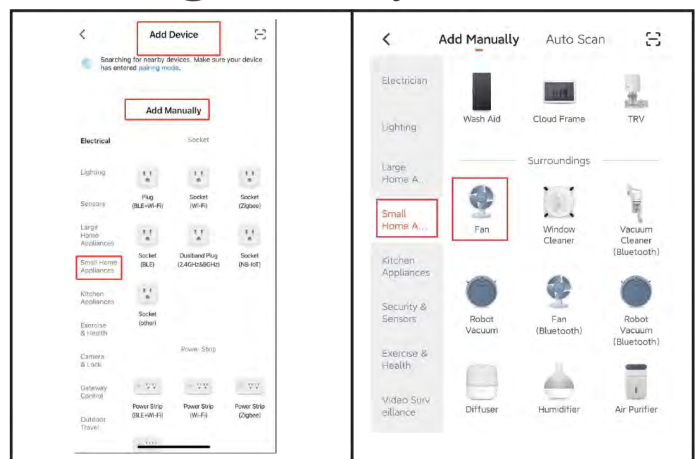 Add Device
Searching for nearby devices. Make sure your device
has entered pairing mode.
Add Manually
Electrical
Socket
Lighting
Plug
(BLE+Wi-Fi)
Socket
(Wi-Fi)
Socket
(Zigbee)
Sensors
Large
Home
Appliances
Socket
(BLE)
Dualband Plug
(2.4GHz&5GHz)
Socket
(NB-IoT)
Small Home
Appliances
Kitchen
Appliances
Socket
(other)
Exercise
& Health
Power Strip
Camera
& Lock
Gateway
Control
Power Strip
(BLE+Wi-Fi)
Power Strip
(Wi-Fi)
Power Strip
(Zigbee)
Outdoor
Travel
Add Manually
Auto Scan
Electrician
Wash Aid
Cloud Frame
TRV
Lighting
Large
Home A...
Surroundings
Small
Home A...
Fan
Window
Cleaner
Vacuum
Cleaner
(Bluetooth)
Kitchen
Appliances
Security &
Sensors
Robot
Vacuum
Fan
(Bluetooth)
Robot
Vacuum
(Bluetooth)
Exercise &
Health
Video Surv
eillance
Diffuser
Humidifier
Air Purifier